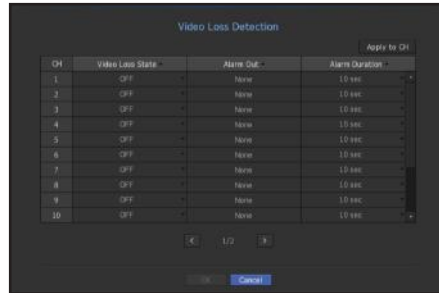 Video Loss Detection
Apply to CH
CH Video Loss State Alarm Out Alarm Duration
1 OFF None 10 sec
2 OFF None 10 sec
3 OFF None 10 sec
4 OFF None 10 sec
5 OFF None 10 sec
6 OFF None 10 sec
7 OFF None 10 sec
8 OFF None 10 sec
9 OFF None 10 sec
10 OFF None 10 sec
< 1/2 >
OK Cancel